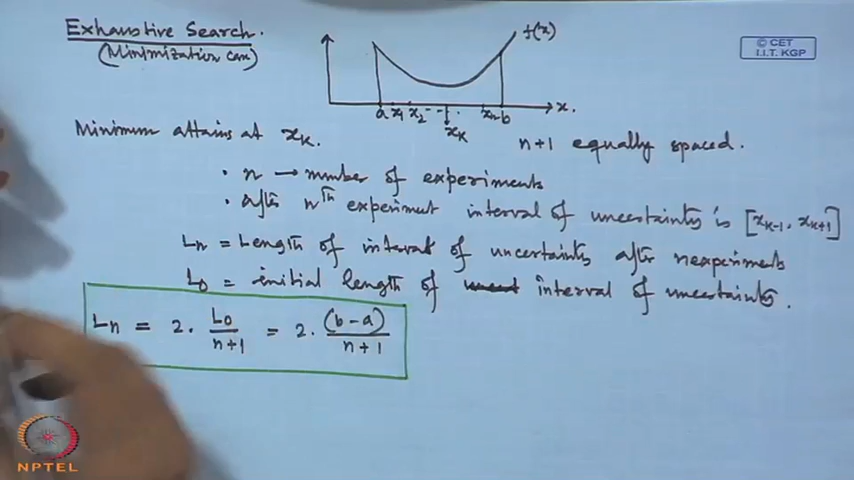 Exhaustive Search.
(Minimization case)
f(x)
© CET
I.I.T. KGP
a x₁ x₂ --- xₙ b x.
xₖ
Minimum attains at xₖ.
n+1 equally spaced.
· n → number of experiments
· after nᵗʰ experiment interval of uncertainty is [xₖ₋₁, xₖ₊₁]
Lₙ = Length of interval of uncertainty after n experiments
L₀ = initial length of interval of uncertainty.
Lₙ = 2. L₀/(n+1) = 2. (b-a)/(n+1)
NPTEL